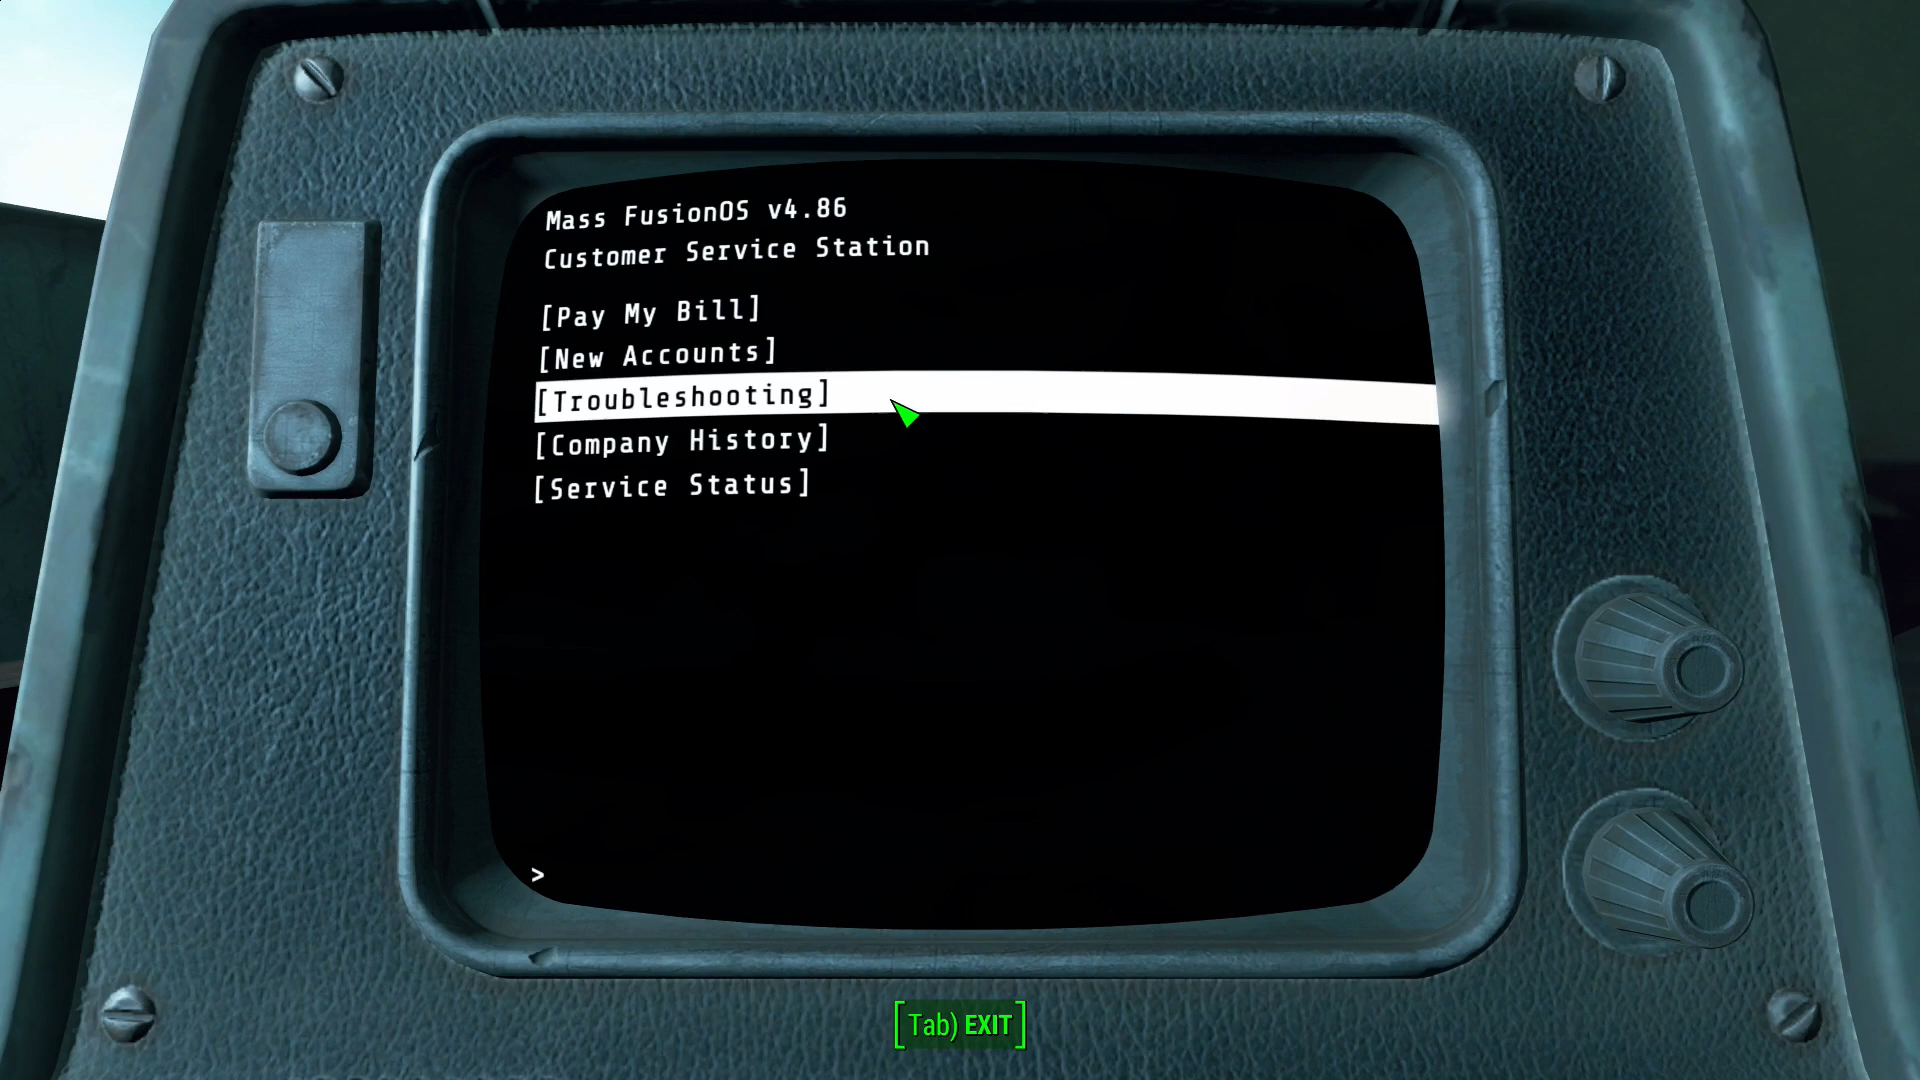 Mass FusionOS v4.86
Customer Service Station
[Pay My Bill]
[New Accounts]
[Troubleshooting]
[Company History]
[Service Status]
>
[Tab) EXIT]